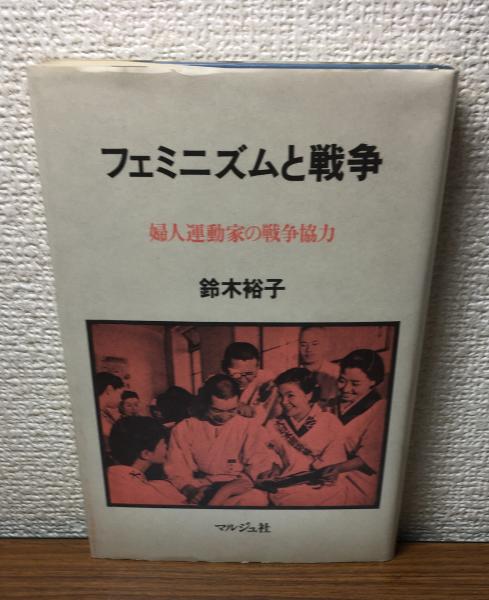 フェミニズムと戦争
婦人運動家の戦争協力
鈴木裕子
マルジュ社